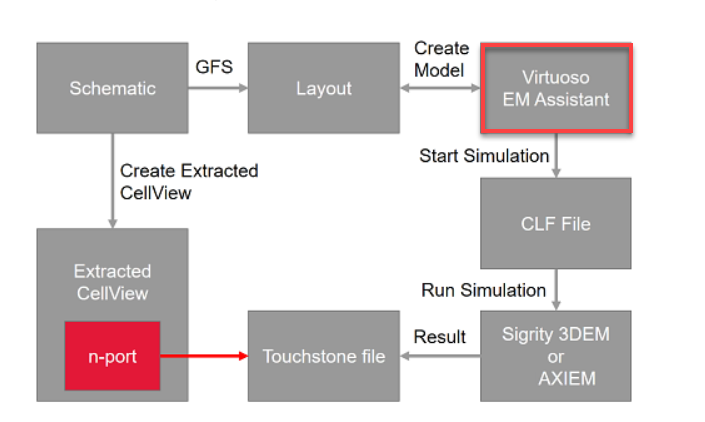 Schematic
GFS
Layout
Create
Model
Virtuoso
EM Assistant
Create Extracted
CellView
Start Simulation
CLF File
Extracted
CellView
Run Simulation
n-port
Touchstone file
Result
Sigrity 3DEM
or
AXIEM